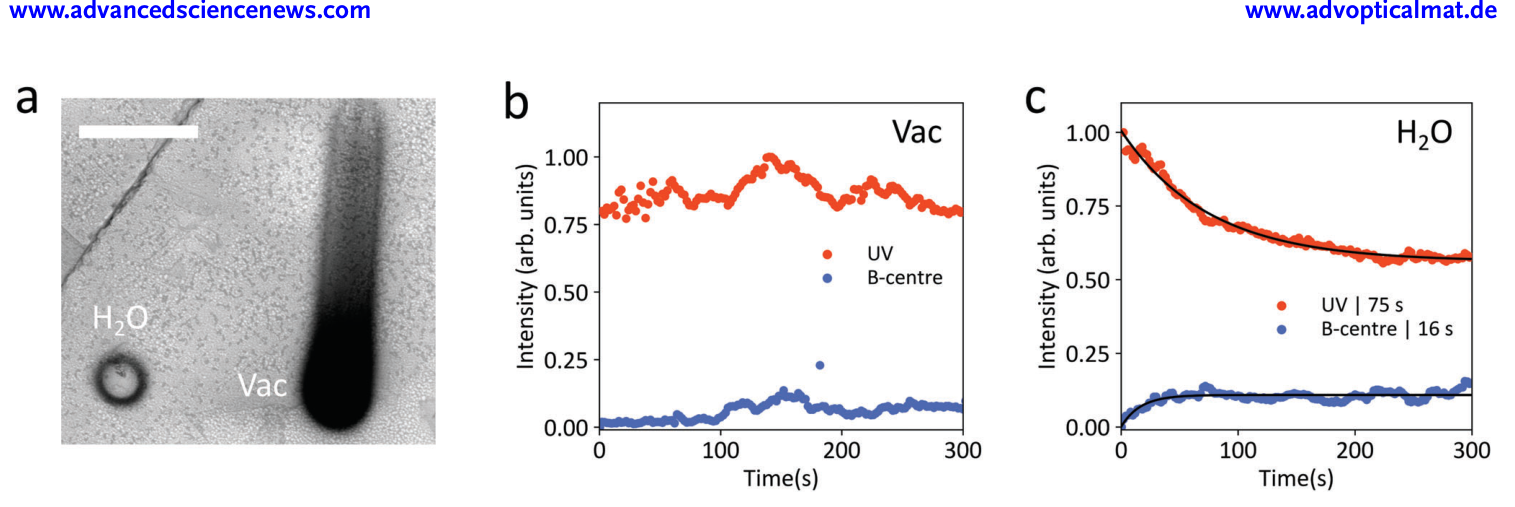 www.advancedsciencenews.com
www.advopticalmat.de
a
H₂O
Vac
b
Vac
Intensity (arb. units)
1.00
0.75
0.50
0.25
0.00
UV
B-centre
0 100 200 300
Time(s)
c
H₂O
Intensity (arb. units)
1.00
0.75
0.50
0.25
0.00
UV | 75 s
B-centre | 16 s
0 100 200 300
Time(s)